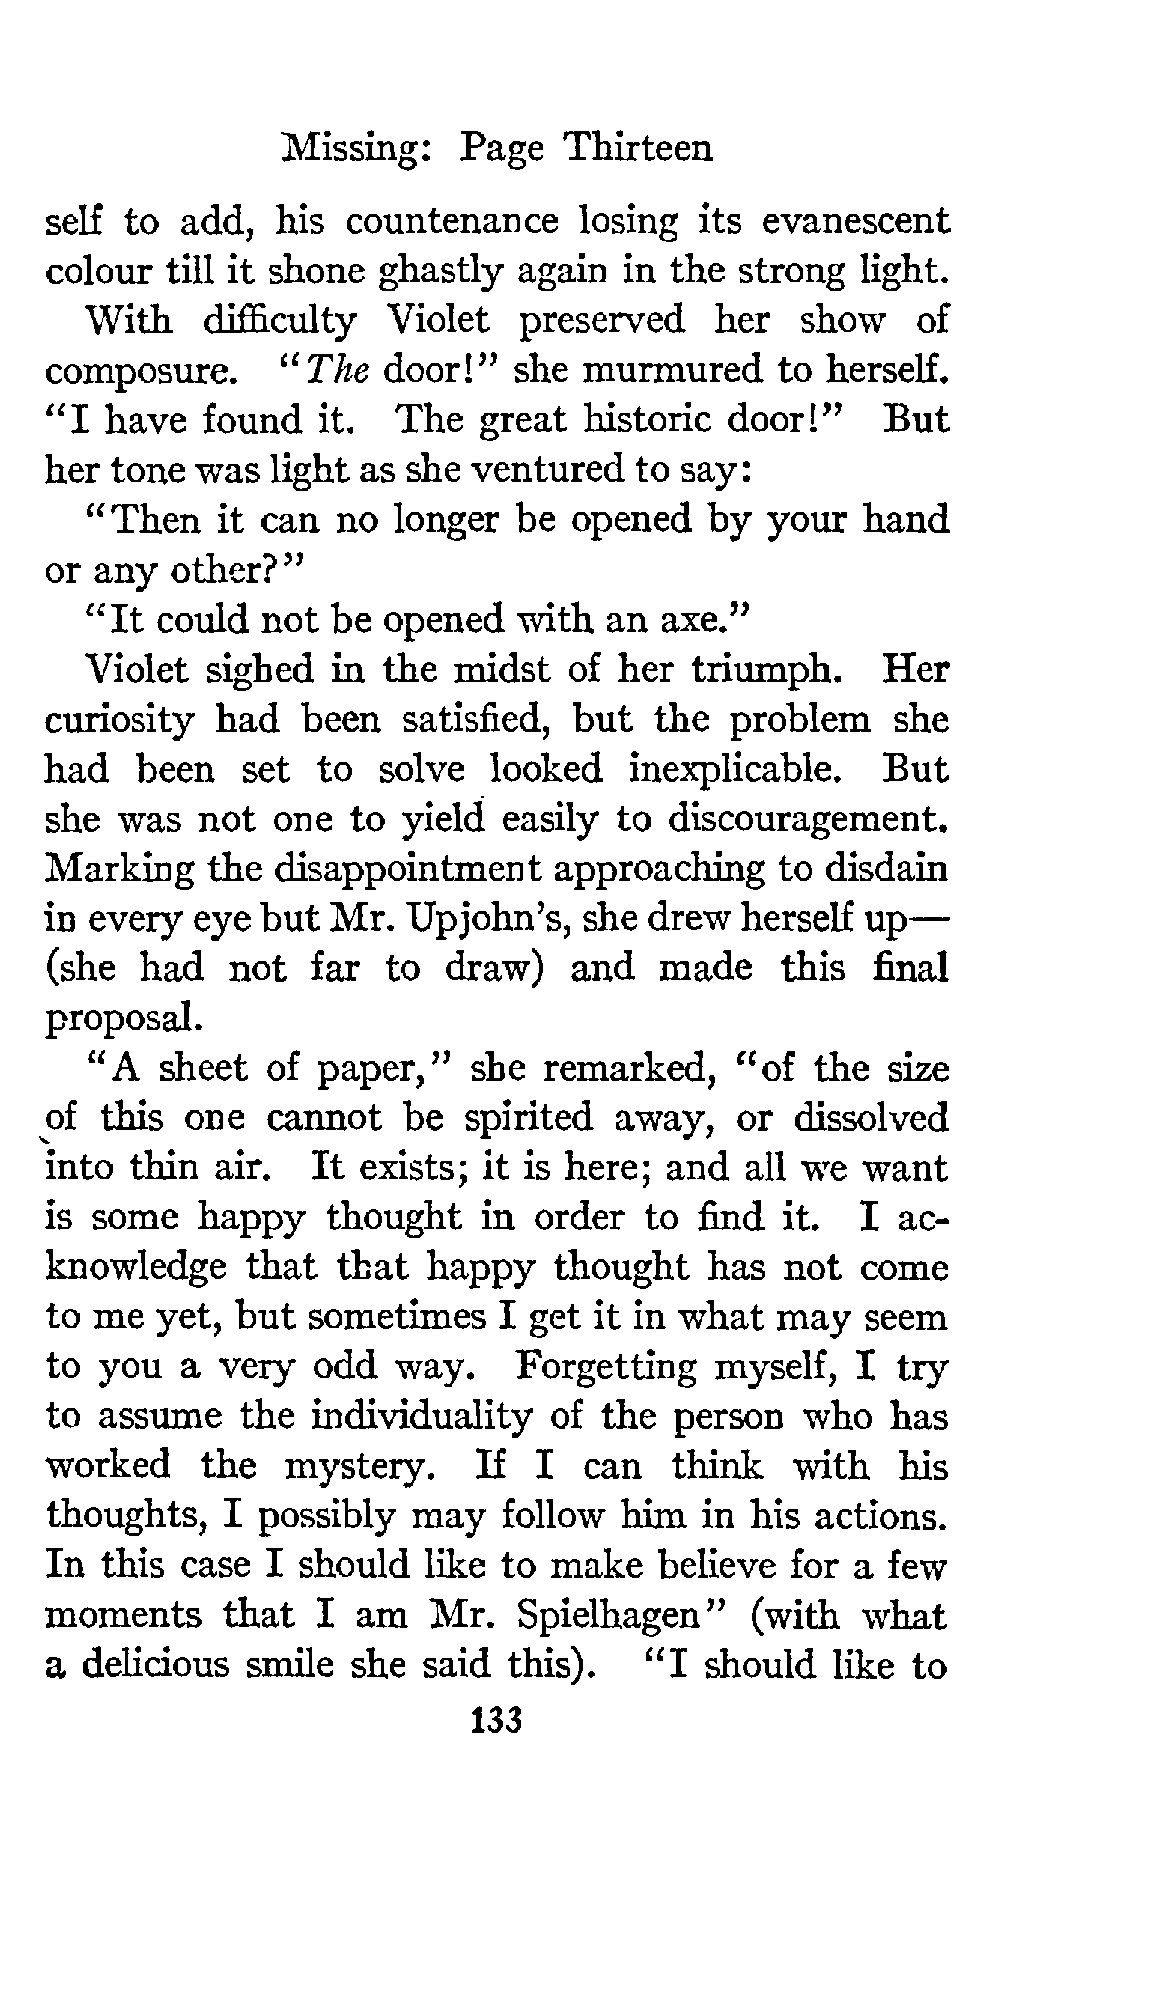 Missing: Page Thirteen
self to add, his countenance losing its evanescent
colour till it shone ghastly again in the strong light.
With difficulty Violet preserved her show of
composure. "The door!" she murmured to herself.
"I have found it. The great historic door!" But
her tone was light as she ventured to say:
"Then it can no longer be opened by your hand
or any other?"
"It could not be opened with an axe."
Violet sighed in the midst of her triumph. Her
curiosity had been satisfied, but the problem she
had been set to solve looked inexplicable. But
she was not one to yield easily to discouragement.
Marking the disappointment approaching to disdain
in every eye but Mr. Upjohn's, she drew herself up—
(she had not far to draw) and made this final
proposal.
"A sheet of paper," she remarked, "of the size
of this one cannot be spirited away, or dissolved
into thin air. It exists; it is here; and all we want
is some happy thought in order to find it. I ac-
knowledge that that happy thought has not come
to me yet, but sometimes I get it in what may seem
to you a very odd way. Forgetting myself, I try
to assume the individuality of the person who has
worked the mystery. If I can think with his
thoughts, I possibly may follow him in his actions.
In this case I should like to make believe for a few
moments that I am Mr. Spielhagen" (with what
a delicious smile she said this). "I should like to
133